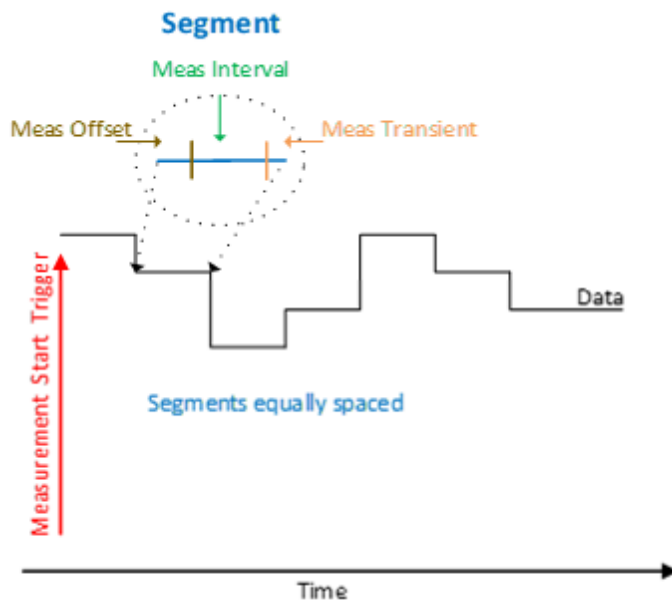 Segment
Meas Interval
Meas Offset
Meas Transient
Measurement Start Trigger
Data
Segments equally spaced
Time